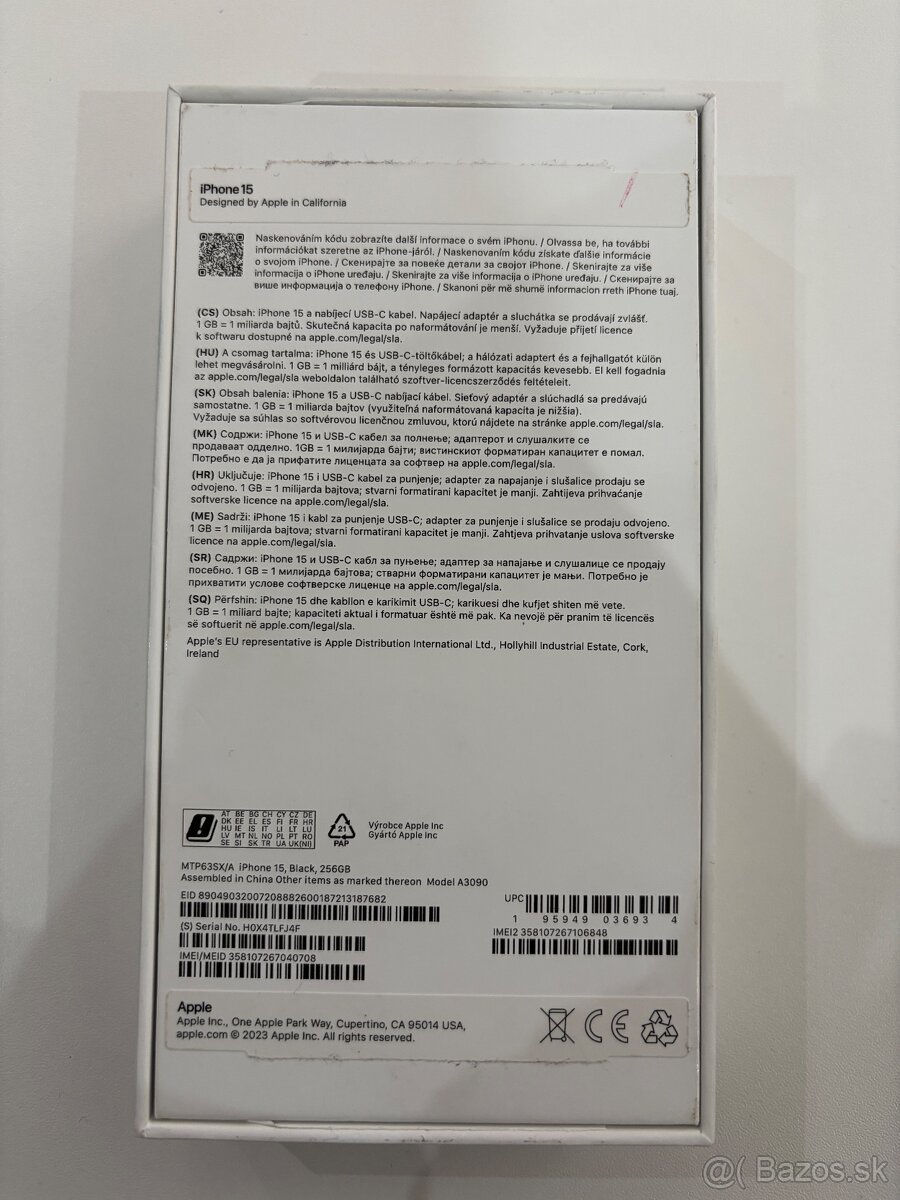 iPhone 15
Designed by Apple in California
Naskenováním kódu zobrazíte další informace o svém iPhonu. / Olvassa be, ha további
információkat szeretne az iPhone-járól. / Naskenovaním kódu získate ďalšie informácie
o svojom iPhone. / Скенирајте за повеќе детали за својот iPhone. / Skenirajte za više
informacija o iPhone uređaju. / Skenirajte za više informacija o iPhone uređaju. / Скенирајте за
више информација о телефону iPhone. / Skanoni për më shumë informacion rreth iPhone tuaj.
(CS) Obsah: iPhone 15 a nabíjecí USB-C kabel. Napájecí adaptér a sluchátka se prodávají zvlášť.
1 GB = 1 miliarda bajtů. Skutečná kapacita po naformátování je menší. Vyžaduje přijetí licence
k softwaru dostupné na apple.com/legal/sla.
(HU) A csomag tartalma: iPhone 15 és USB-C-töltőkábel; a hálózati adaptert és a fejhallgatót külön
lehet megvásárolni. 1 GB = 1 milliárd bájt, a tényleges formázott kapacitás kevesebb. El kell fogadnia
az apple.com/legal/sla weboldalon található szoftver-licencszerződés feltételeit.
(SK) Obsah balenia: iPhone 15 a USB-C nabíjací kábel. Sieťový adaptér a slúchadlá sa predávajú
samostatne. 1 GB = 1 miliarda bajtov (využiteľná naformátovaná kapacita je nižšia).
Vyžaduje sa súhlas so softvérovou licenčnou zmluvou, ktorú nájdete na stránke apple.com/legal/sla.
(MK) Содржи: iPhone 15 и USB-C кабел за полнење; адаптерот и слушалките се
продаваат одделно. 1GB = 1 милијарда бајти; вистинскиот форматиран капацитет е помал.
Потребно е да ја прифатите лиценцата за софтвер на apple.com/legal/sla.
(HR) Uključuje: iPhone 15 i USB-C kabel za punjenje; adapter za napajanje i slušalice prodaju se
odvojeno. 1 GB = 1 milijarda bajtova; stvarni formatirani kapacitet je manji. Zahtijeva prihvaćanje
softverske licence na apple.com/legal/sla.
(ME) Sadrži: iPhone 15 i kabl za punjenje USB-C; adapter za punjenje i slušalice se prodaju odvojeno.
1 GB = 1 milijarda bajtova; stvarni formatirani kapacitet je manji. Zahtjeva prihvatanje uslova softverske
licence na apple.com/legal/sla.
(SR) Садржи: iPhone 15 и USB-C кабл за пуњење; адаптер за напајање и слушалице се продају
посебно. 1 GB = 1 милијарда бајтова; стварни форматирани капацитет је мањи. Потребно је
прихватити услове софтверске лиценце на apple.com/legal/sla.
(SQ) Përfshin: iPhone 15 dhe kabllon e karikimit USB-C; karikuesi dhe kufjet shiten më vete.
1 GB = 1 miliard bajte; kapaciteti aktual i formatuar është më pak. Ka nevojë për pranim të licencës
së softuerit në apple.com/legal/sla.
Apple's EU representative is Apple Distribution International Ltd., Hollyhill Industrial Estate, Cork,
Ireland
AT BE BG CH CY CZ DE
DK EE EL ES FI FR HR
HU IE IS IT LI LT LU
LV MT NL NO PL PT RO
SE SI SK TR UA UK(NI)
21
PAP
Výrobce Apple Inc
Gyártó Apple Inc
MTP63SX/A iPhone 15, Black, 256GB
Assembled in China Other items as marked thereon Model A3090
EID 89049032007208882600187213187682
UPC
1 95949 03693 4
(S) Serial No. H0X4TLFJ4F
IMEI2 358107267106848
IMEI/MEID 358107267040708
Apple
Apple Inc., One Apple Park Way, Cupertino, CA 95014 USA,
apple.com © 2023 Apple Inc. All rights reserved.
CE
@( Bazos.sk